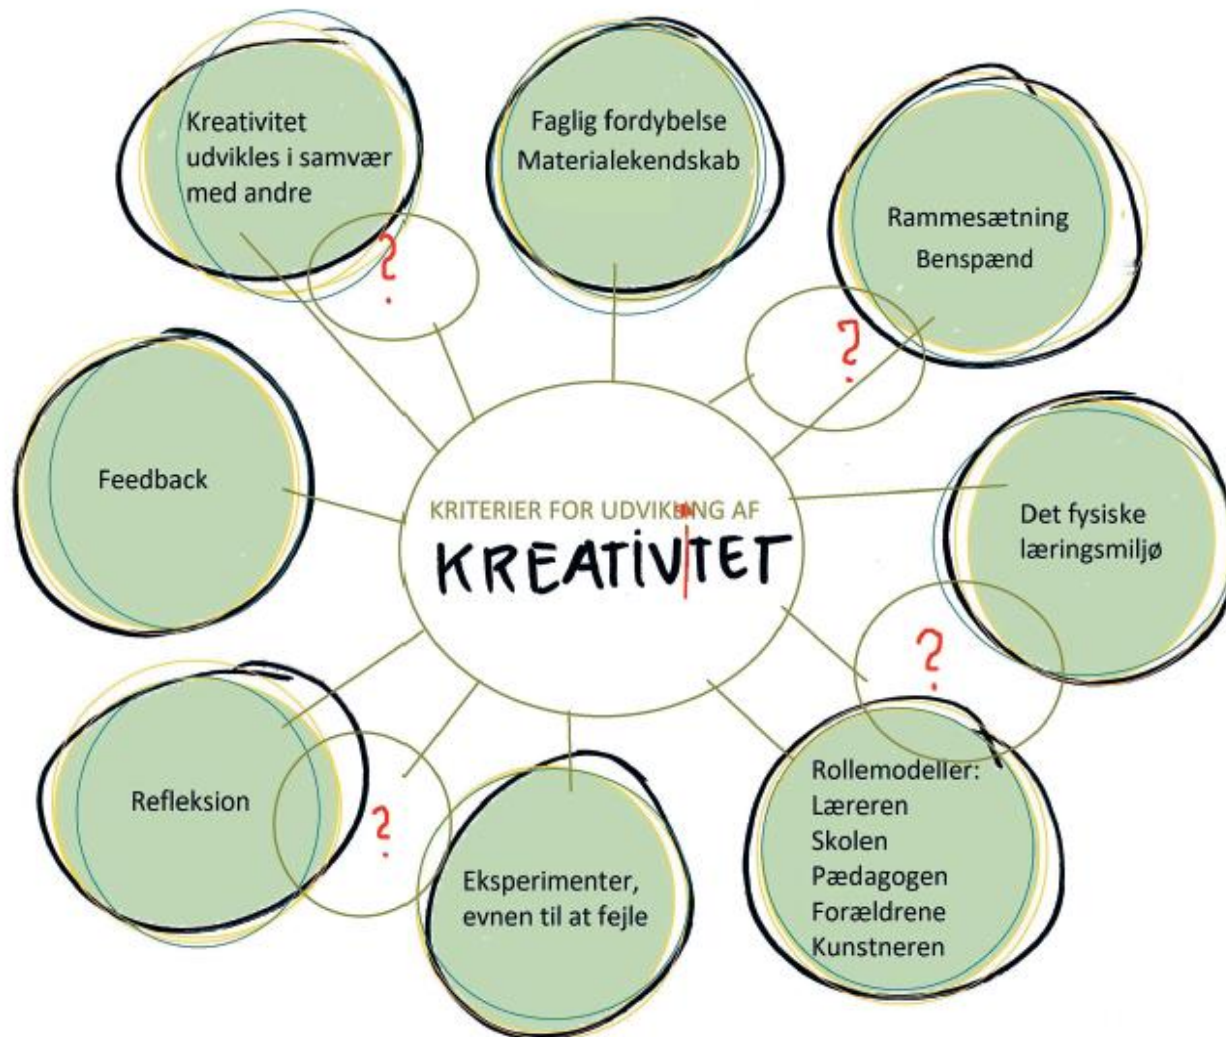 Kreativitet
udvikles i samvær
med andre
?
Faglig fordybelse
Materialekendskab
Rammesætning
Benspænd
?
Feedback
KRITERIER FOR UDVIKLING AF
KREATIVITET
Det fysiske
læringsmiljø
?
Refleksion
?
Eksperimenter,
evnen til at fejle
Rollemodeller:
Læreren
Skolen
Pædagogen
Forældrene
Kunstneren